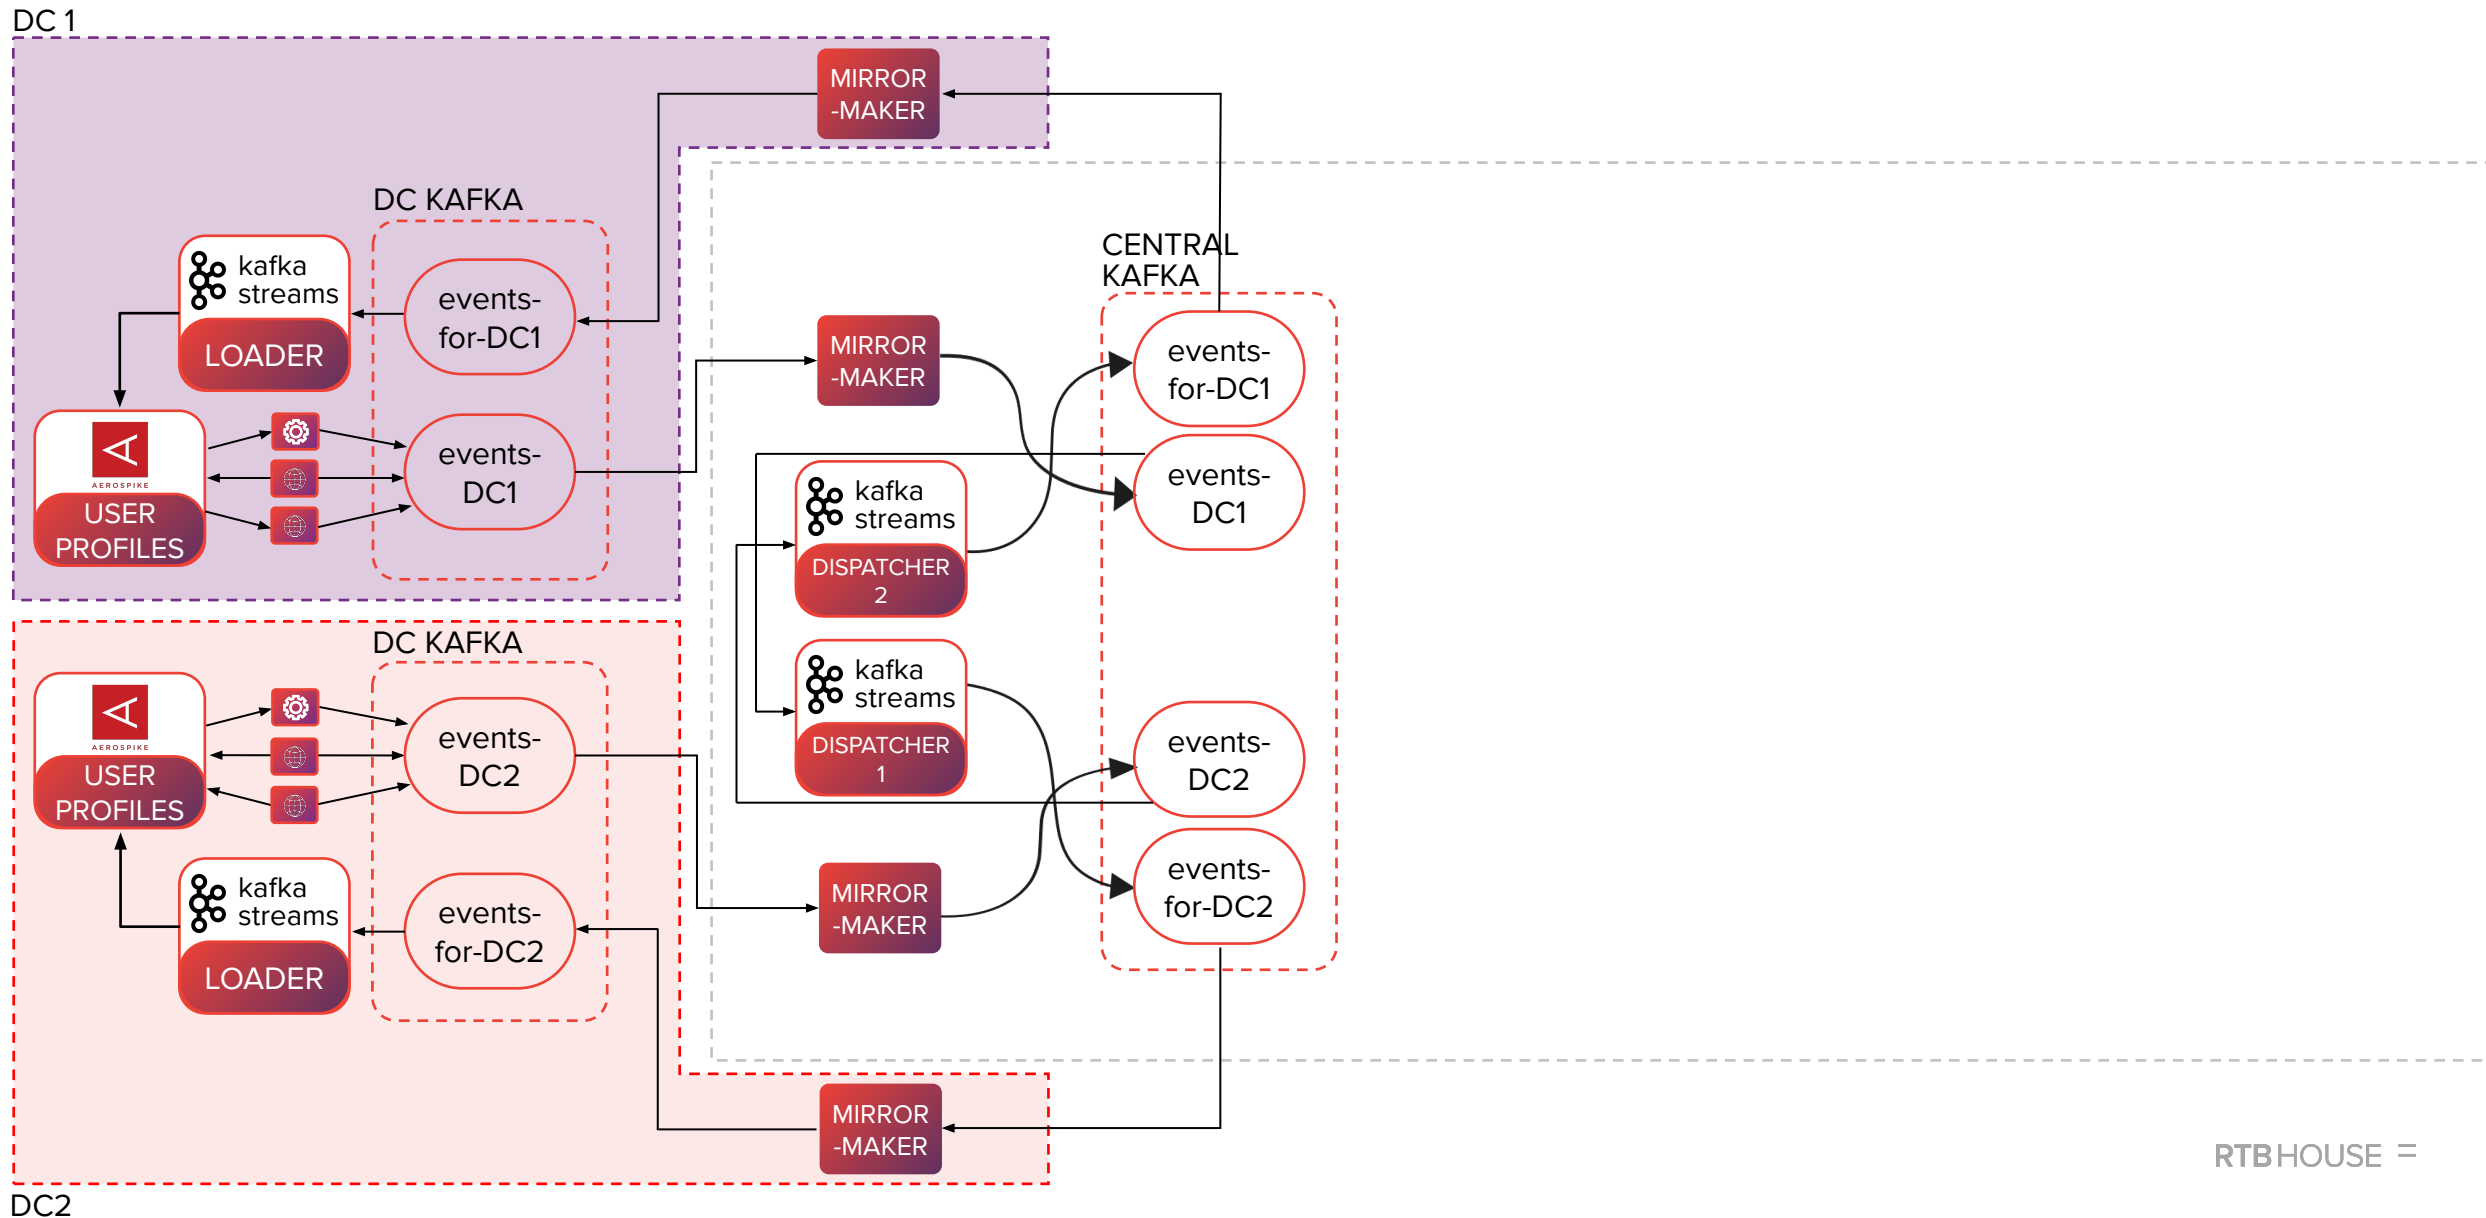 DC 1
MIRROR
-MAKER
DC KAFKA
kafka
streams
LOADER
events-
for-DC1
AEROSPIKE
USER
PROFILES
events-
DC1
MIRROR
-MAKER
CENTRAL
KAFKA
events-
for-DC1
events-
DC1
kafka
streams
DISPATCHER
2
kafka
streams
DISPATCHER
1
events-
DC2
events-
for-DC2
MIRROR
-MAKER
DC KAFKA
AEROSPIKE
USER
PROFILES
events-
DC2
kafka
streams
LOADER
events-
for-DC2
MIRROR
-MAKER
DC2
RTB HOUSE